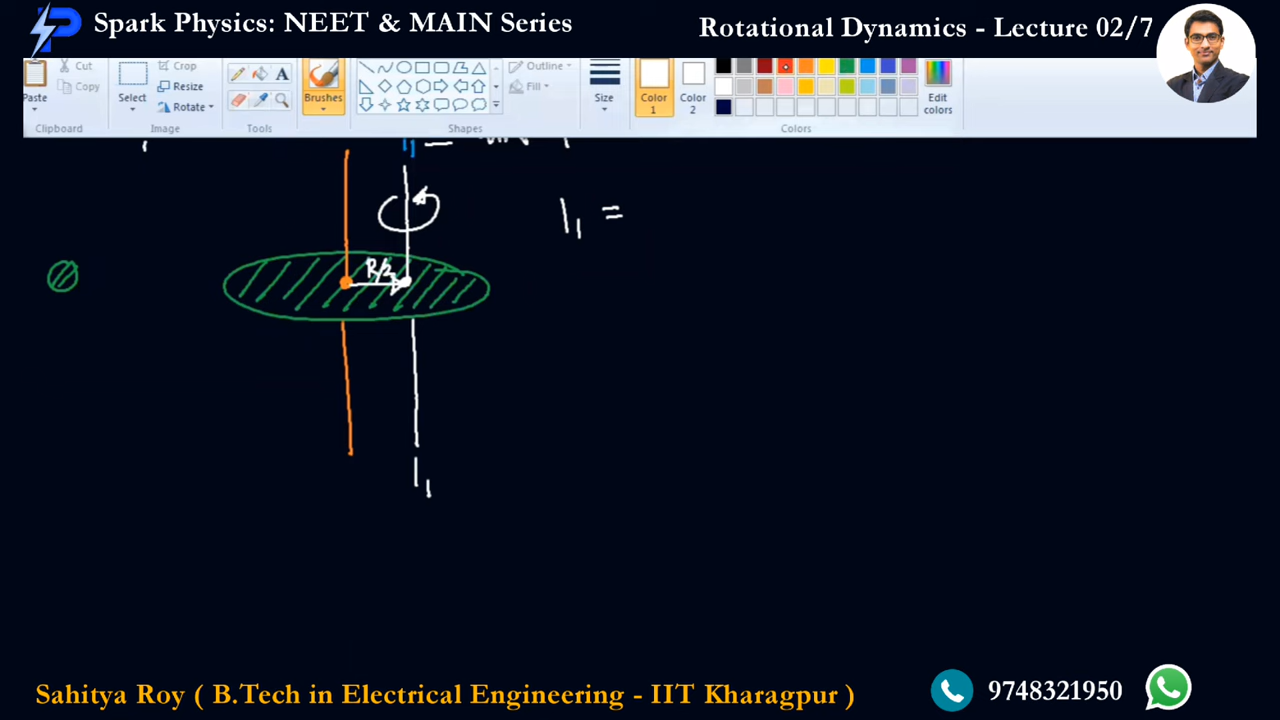 Spark Physics: NEET & MAIN Series
Rotational Dynamics - Lecture 02/7
Cut
Copy
Paste
Clipboard
Select
Crop
Resize
Rotate
Image
Tools
Brushes
Outline
Fill
Shapes
Size
Color 1
Color 2
Edit colors
Colors
I₁ =
R/2
I₁
Sahitya Roy ( B.Tech in Electrical Engineering - IIT Kharagpur )
9748321950